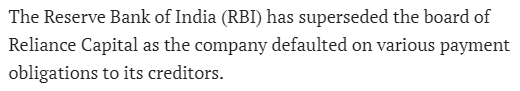 The Reserve Bank of India (RBI) has superseded the board of
Reliance Capital as the company defaulted on various payment
obligations to its creditors.